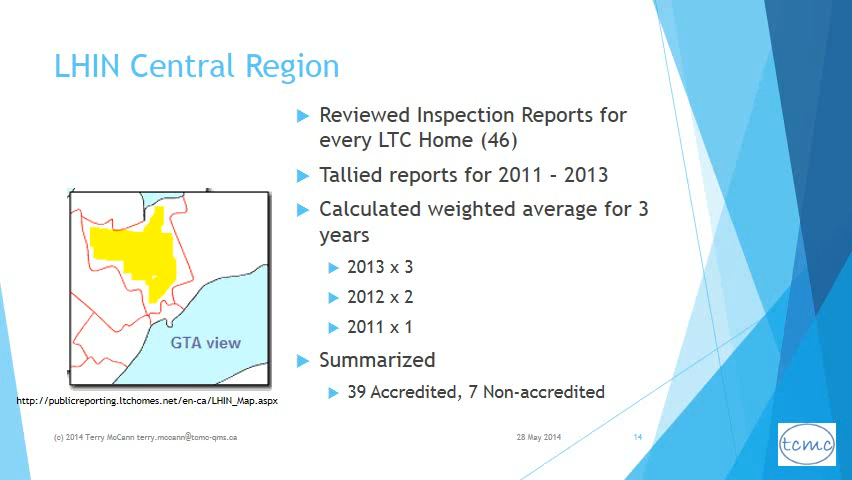 LHIN Central Region
Reviewed Inspection Reports for
every LTC Home (46)
Tallied reports for 2011 – 2013
Calculated weighted average for 3
years
2013 x 3
2012 x 2
2011 x 1
Summarized
39 Accredited, 7 Non-accredited
GTA view
http://publicreporting.ltchomes.net/en-ca/LHIN_Map.aspx
(c) 2014 Terry McCann terry.mccann@tcmc-qms.ca
28 May 2014
14
tcmc